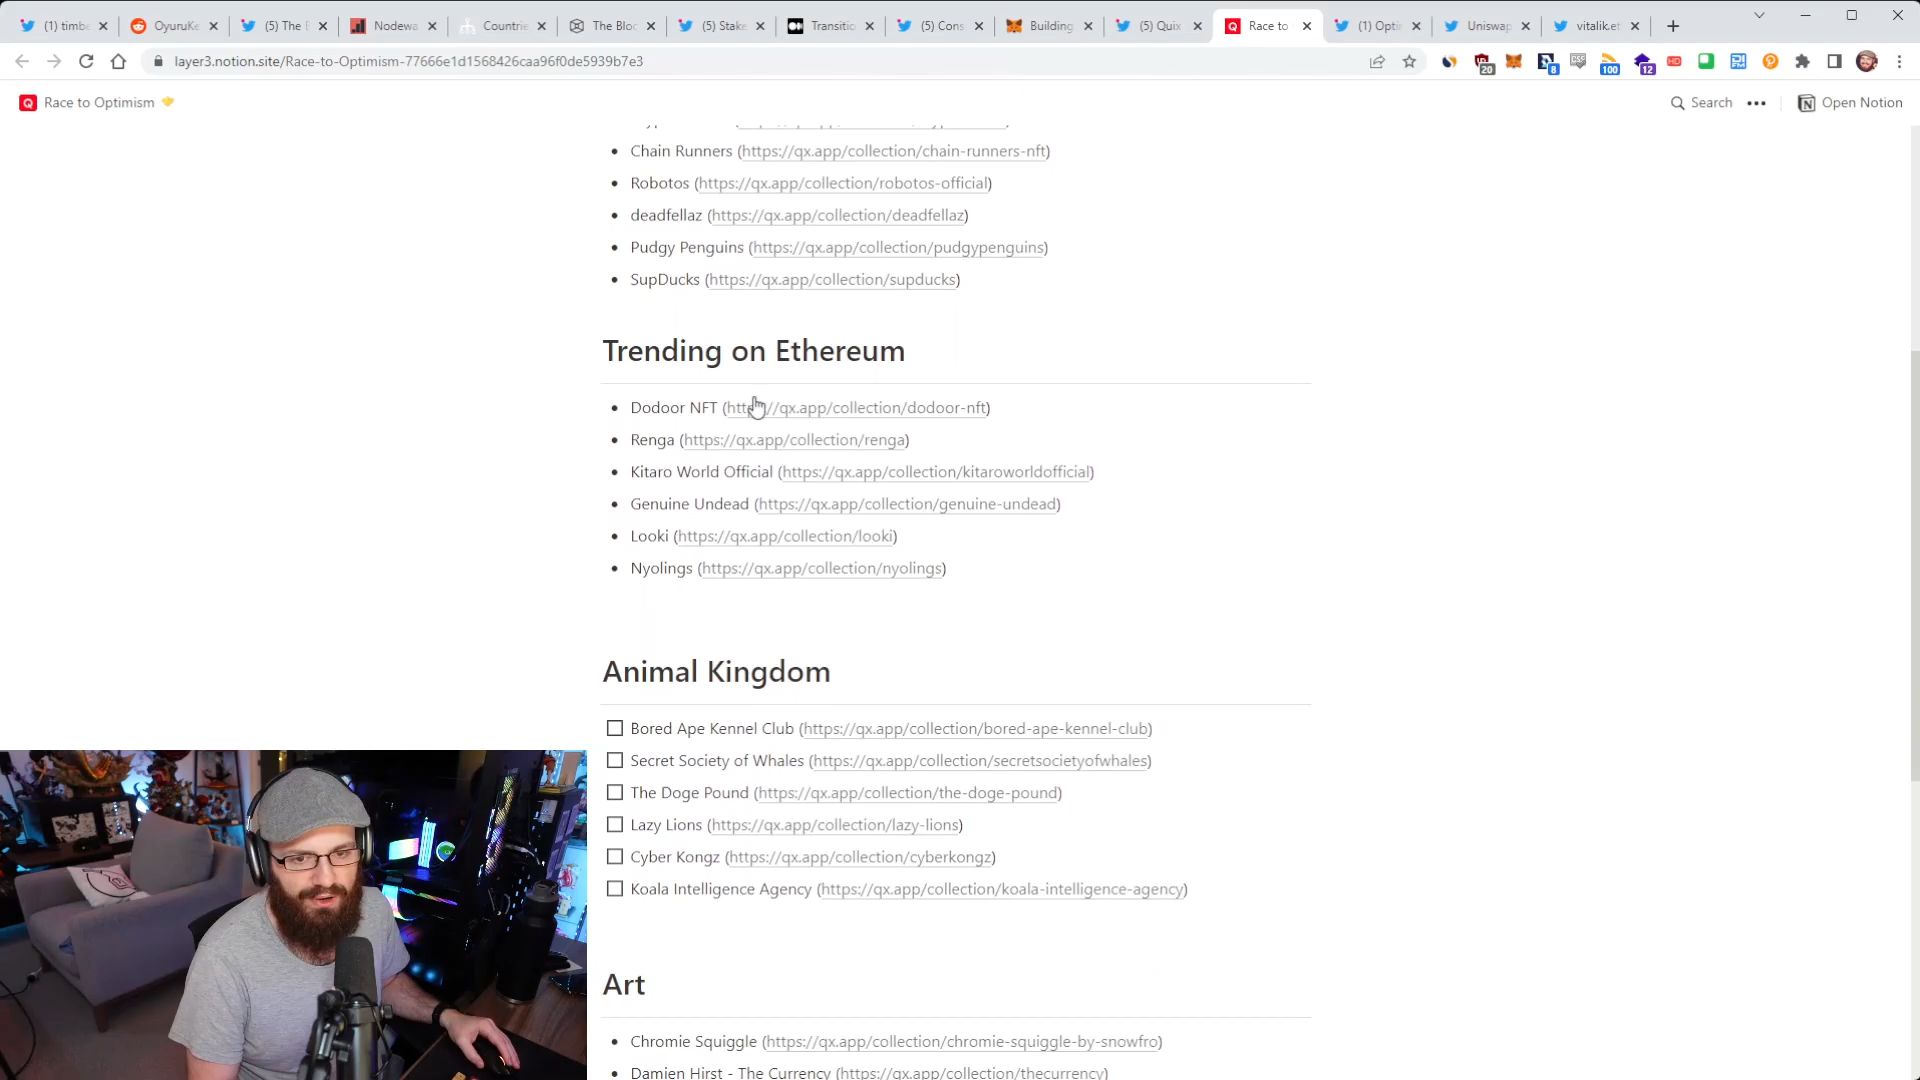 (1) timbe
OyuruKe
(5) The E
Nodewa
Countrie
The Bloc
(5) Stake
Transitio
(5) Cons
Building
(5) Quix
Race to
(1) Opti
Uniswap
vitalik.et
layer3.notion.site/Race-to-Optimism-77666e1d1568426caa96f0de5939b7e3
20
8
CSS
100
12
HD
Race to Optimism
Search
Open Notion
Chain Runners (https://qx.app/collection/chain-runners-nft)
Robotos (https://qx.app/collection/robotos-official)
deadfellaz (https://qx.app/collection/deadfellaz)
Pudgy Penguins (https://qx.app/collection/pudgypenguins)
SupDucks (https://qx.app/collection/supducks)
Trending on Ethereum
Dodoor NFT (https://qx.app/collection/dodoor-nft)
Renga (https://qx.app/collection/renga)
Kitaro World Official (https://qx.app/collection/kitaroworldofficial)
Genuine Undead (https://qx.app/collection/genuine-undead)
Looki (https://qx.app/collection/looki)
Nyolings (https://qx.app/collection/nyolings)
Animal Kingdom
Bored Ape Kennel Club (https://qx.app/collection/bored-ape-kennel-club)
Secret Society of Whales (https://qx.app/collection/secretsocietyofwhales)
The Doge Pound (https://qx.app/collection/the-doge-pound)
Lazy Lions (https://qx.app/collection/lazy-lions)
Cyber Kongz (https://qx.app/collection/cyberkongz)
Koala Intelligence Agency (https://qx.app/collection/koala-intelligence-agency)
Art
Chromie Squiggle (https://qx.app/collection/chromie-squiggle-by-snowfro)
Damien Hirst - The Currency (https://qx.app/collection/thecurrency)